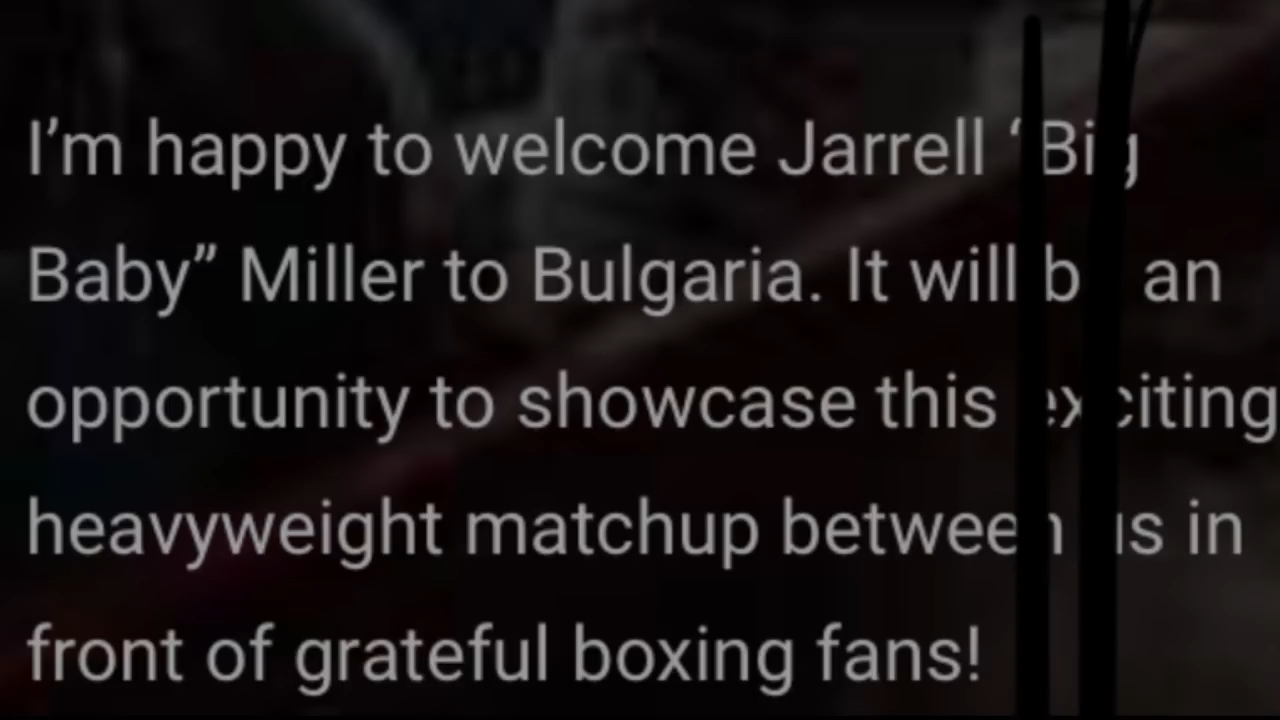 I'm happy to welcome Jarrell “Big
Baby” Miller to Bulgaria. It will be an
opportunity to showcase this exciting
heavyweight matchup between us in
front of grateful boxing fans!